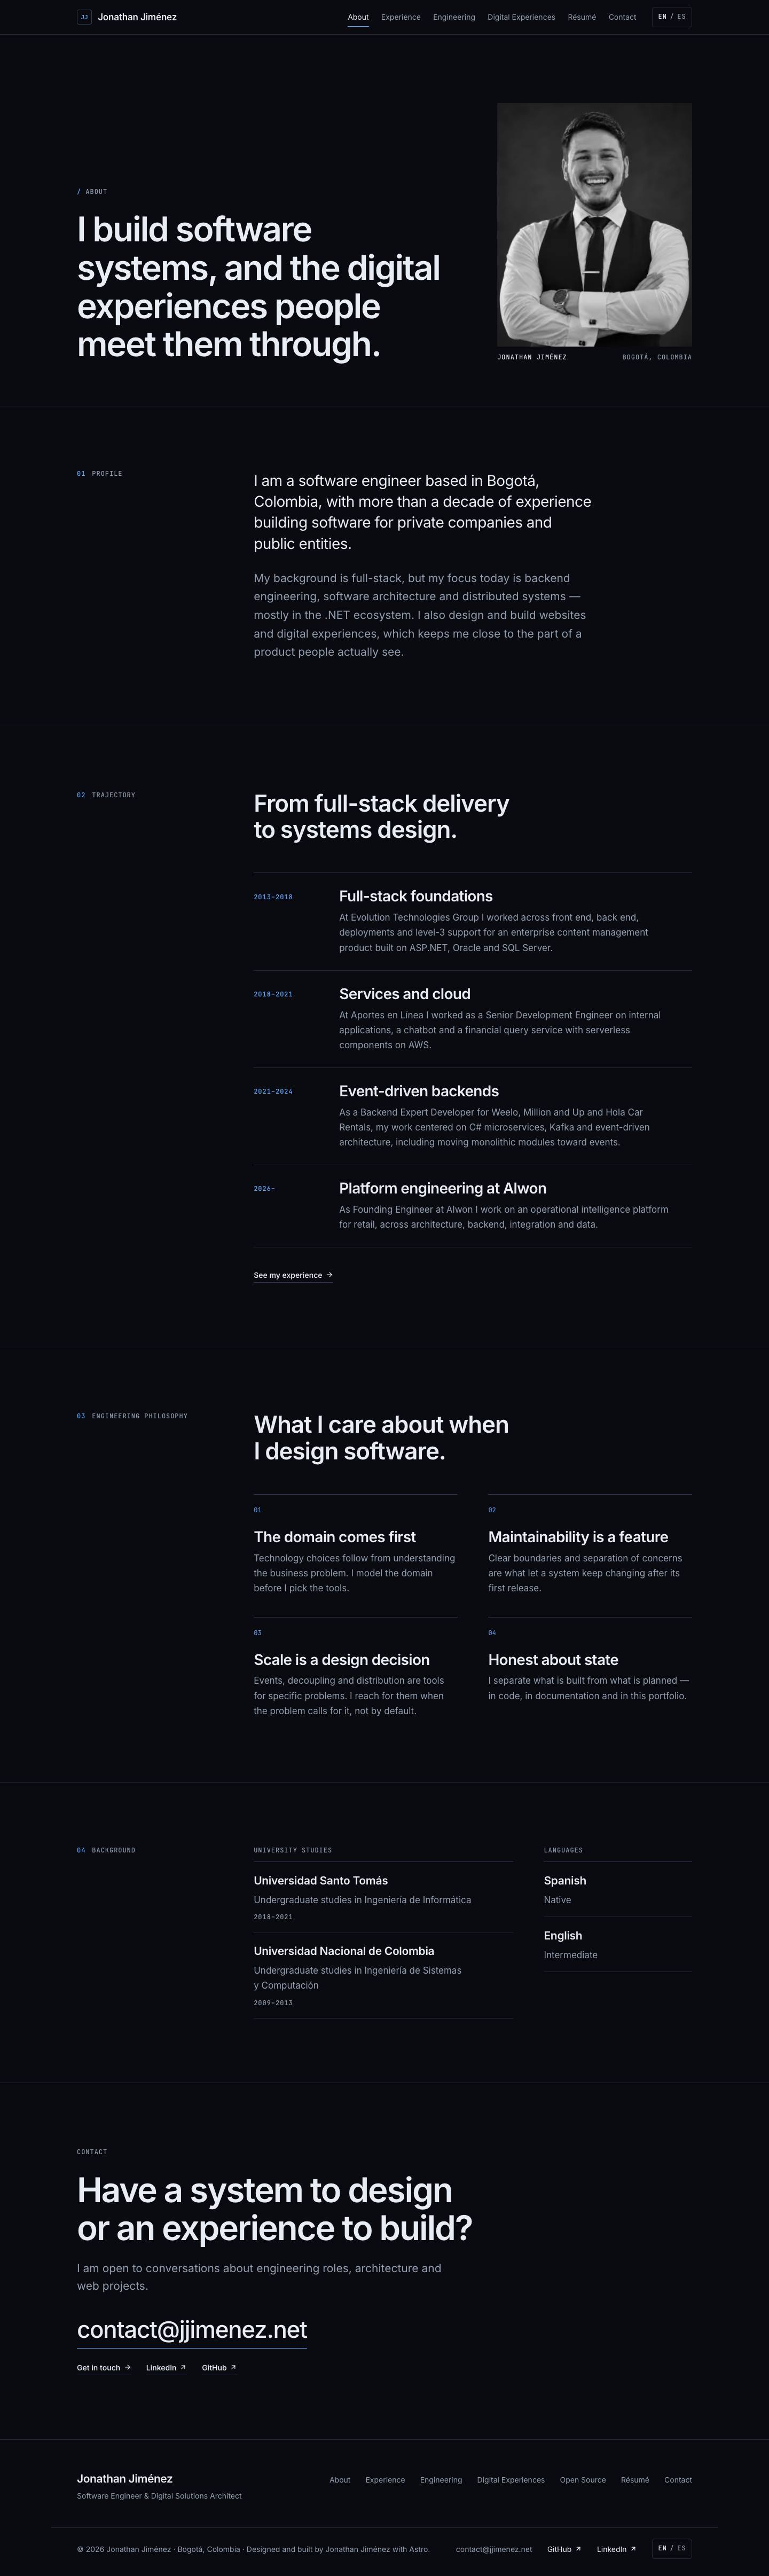 JJ Jonathan Jiménez About Experience Engineering Digital Experiences Résumé Contact EN / ES
/ ABOUT
I build software
systems, and the digital
experiences people
meet them through.
JONATHAN JIMÉNEZ BOGOTÁ, COLOMBIA
01 PROFILE
I am a software engineer based in Bogotá,
Colombia, with more than a decade of experience
building software for private companies and
public entities.
My background is full-stack, but my focus today is backend
engineering, software architecture and distributed systems —
mostly in the .NET ecosystem. I also design and build websites
and digital experiences, which keeps me close to the part of a
product people actually see.
02 TRAJECTORY
From full-stack delivery
to systems design.
2013–2018
Full-stack foundations
At Evolution Technologies Group I worked across front end, back end,
deployments and level-3 support for an enterprise content management
product built on ASP.NET, Oracle and SQL Server.
2018–2021
Services and cloud
At Aportes en Línea I worked as a Senior Development Engineer on internal
applications, a chatbot and a financial query service with serverless
components on AWS.
2021–2024
Event-driven backends
As a Backend Expert Developer for Weelo, Million and Up and Hola Car
Rentals, my work centered on C# microservices, Kafka and event-driven
architecture, including moving monolithic modules toward events.
2026–
Platform engineering at Alwon
As Founding Engineer at Alwon I work on an operational intelligence platform
for retail, across architecture, backend, integration and data.
See my experience →
03 ENGINEERING PHILOSOPHY
What I care about when
I design software.
01
The domain comes first
Technology choices follow from understanding
the business problem. I model the domain
before I pick the tools.
02
Maintainability is a feature
Clear boundaries and separation of concerns
are what let a system keep changing after its
first release.
03
Scale is a design decision
Events, decoupling and distribution are tools
for specific problems. I reach for them when
the problem calls for it, not by default.
04
Honest about state
I separate what is built from what is planned —
in code, in documentation and in this portfolio.
04 BACKGROUND
UNIVERSITY STUDIES
Universidad Santo Tomás
Undergraduate studies in Ingeniería de Informática
2018–2021
Universidad Nacional de Colombia
Undergraduate studies in Ingeniería de Sistemas
y Computación
2009–2013
LANGUAGES
Spanish
Native
English
Intermediate
CONTACT
Have a system to design
or an experience to build?
I am open to conversations about engineering roles, architecture and
web projects.
contact@jjimenez.net
Get in touch → LinkedIn ↗ GitHub ↗
Jonathan Jiménez
Software Engineer & Digital Solutions Architect
About Experience Engineering Digital Experiences Open Source Résumé Contact
© 2026 Jonathan Jiménez · Bogotá, Colombia · Designed and built by Jonathan Jiménez with Astro. contact@jjimenez.net GitHub ↗ LinkedIn ↗ EN / ES